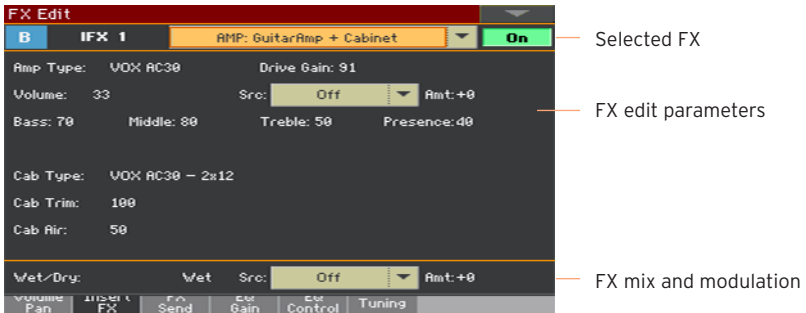 FX Edit
B IFX 1 AMP: GuitarAmp + Cabinet On
Selected FX
Amp Type: VOX AC30 Drive Gain: 91
Volume: 33 Src: Off Amt:+0
FX edit parameters
Bass: 70 Middle: 80 Treble: 50 Presence:40
Cab Type: VOX AC30 - 2x12
Cab Trim: 100
Cab Air: 50
Wet/Dry: Wet Src: Off Amt:+0
FX mix and modulation
Volume Insert FX EQ EQ Tuning
Pan FX Send Gain Control